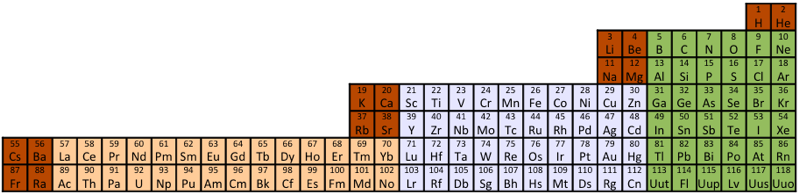 1 2
H He
3 4 5 6 7 8 9 10
Li Be B C N O F Ne
11 12 13 14 15 16 17 18
Na Mg Al Si P S Cl Ar
19 20 21 22 23 24 25 26 27 28 29 30 31 32 33 34 35 36
K Ca Sc Ti V Cr Mn Fe Co Ni Cu Zn Ga Ge As Se Br Kr
37 38 39 40 41 42 43 44 45 46 47 48 49 50 51 52 53 54
Rb Sr Y Zr Nb Mo Tc Ru Rh Pd Ag Cd In Sn Sb Te I Xe
55 56 57 58 59 60 61 62 63 64 65 66 67 68 69 70 71 72 73 74 75 76 77 78 79 80 81 82 83 84 85 86
Cs Ba La Ce Pr Nd Pm Sm Eu Gd Tb Dy Ho Er Tm Yb Lu Hf Ta W Re Os Ir Pt Au Hg Tl Pb Bi Po At Rn
87 88 89 90 91 92 93 94 95 96 97 98 99 100 101 102 103 104 105 106 107 108 109 110 111 112 113 114 115 116 117 118
Fr Ra Ac Th Pa U Np Pu Am Cm Bk Cf Es Fm Md No Lr Rf Db Sg Bh Hs Mt Ds Rg Cn Uut Fl Uup Lv Uus Uuo